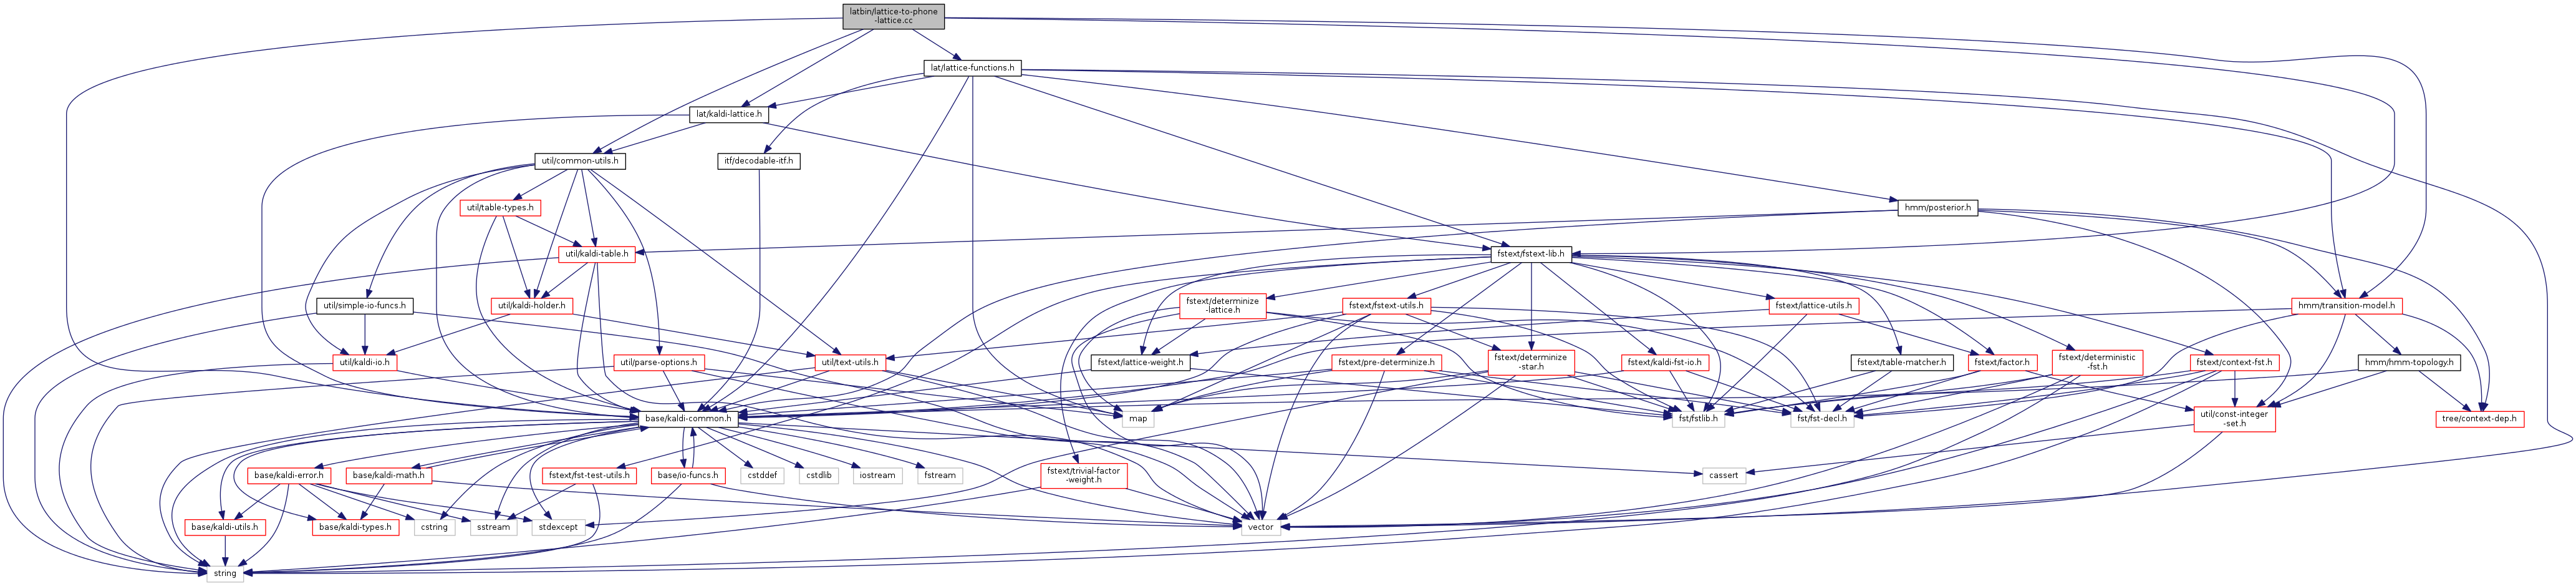 latbin/lattice-to-phone
-lattice.cc
lat/lattice-functions.h
lat/kaldi-lattice.h
util/common-utils.h
itf/decodable-itf.h
util/table-types.h
hmm/posterior.h
util/kaldi-table.h
fstext/fstext-lib.h
util/simple-io-funcs.h
util/kaldi-holder.h
fstext/determinize
-lattice.h
fstext/fstext-utils.h
fstext/lattice-utils.h
hmm/transition-model.h
util/kaldi-io.h
util/parse-options.h
util/text-utils.h
fstext/lattice-weight.h
fstext/pre-determinize.h
fstext/determinize
-star.h
fstext/kaldi-fst-io.h
fstext/table-matcher.h
fstext/factor.h
fstext/deterministic
-fst.h
fstext/context-fst.h
hmm/hmm-topology.h
base/kaldi-common.h
map
fst/fstlib.h
fst/fst-decl.h
util/const-integer
-set.h
tree/context-dep.h
base/kaldi-error.h
base/kaldi-math.h
fstext/fst-test-utils.h
base/io-funcs.h
cstddef
cstdlib
iostream
fstream
fstext/trivial-factor
-weight.h
cassert
base/kaldi-utils.h
base/kaldi-types.h
cstring
sstream
stdexcept
vector
string